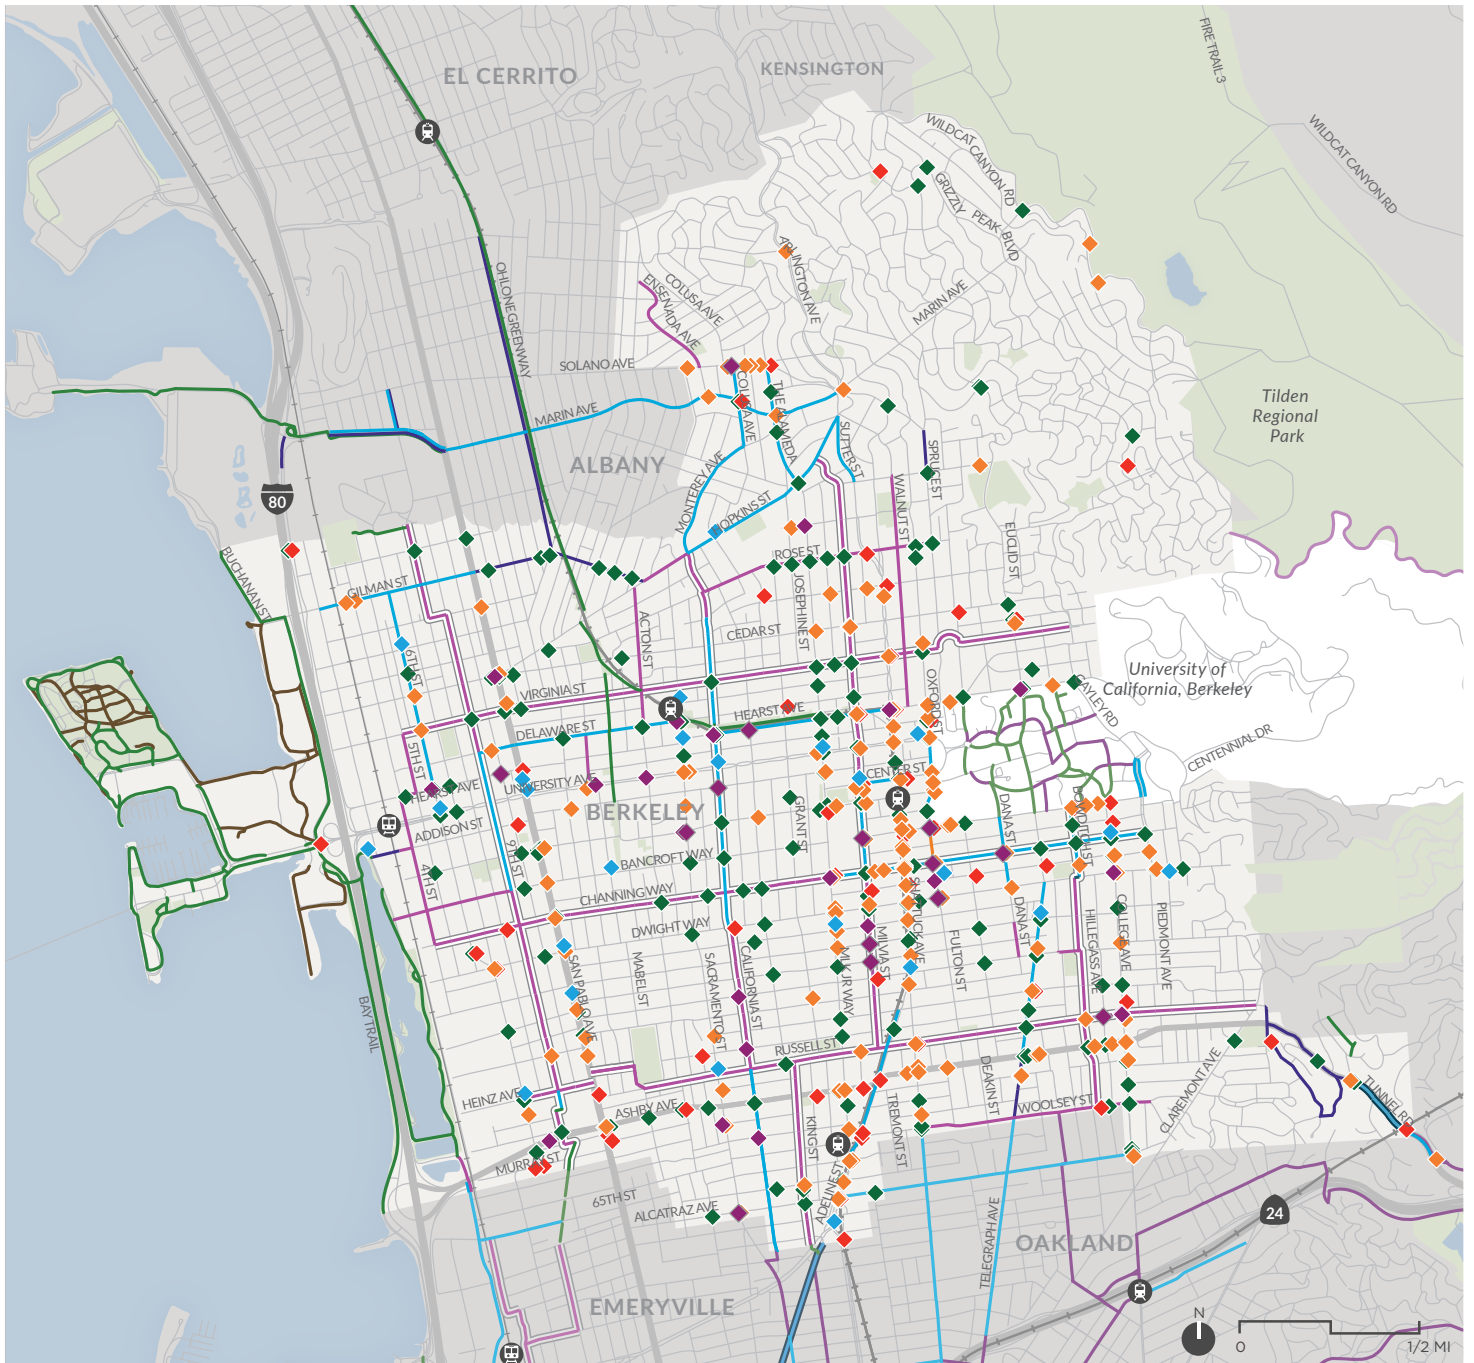 EL CERRITO
KENSINGTON
FIRE TRAIL 3
WILDCAT CANYON RD
WILDCAT CANYON RD
GRIZZLY PEAK BLVD
OHLONE GREENWAY
ARLINGTON AVE
COLUSA AVE
ENSENADA AVE
MARIN AVE
SOLANO AVE
COLUSA AVE
THE ALAMEDA
MARIN AVE
SUTTER ST
Tilden
Regional
Park
ALBANY
SPRUCE ST
MONTEREY AVE
HOPKINS ST
WALNUT ST
80
EUCLID ST
BUCHANAN ST
GILMAN ST
ROSE ST
JOSEPHINE ST
ACTON ST
CEDAR ST
6TH ST
VIRGINIA ST
OXFORD ST
University of
California, Berkeley
GAYLEY RD
HEARST AVE
DELAWARE ST
CENTENNIAL DR
5TH ST
UNIVERSITY AVE
HEARST AVE
CENTER ST
BERKELEY
GRANT ST
DANA ST
BOWDITCH ST
ADDISON ST
9TH ST
BANCROFT WAY
4TH ST
CHANNING WAY
SHATTUCK AVE
DANA ST
HILLEGASS AVE
COLLEGE AVE
PIEDMONT AVE
DWIGHT WAY
MILVIA ST
FULTON ST
MLK JR WAY
SAN PABLO AVE
MABEL ST
SACRAMENTO ST
CALIFORNIA ST
BAY TRAIL
RUSSELL ST
DEAKIN ST
CLAREMONT AVE
TUNNEL RD
HEINZ AVE
ASHBY AVE
WOOLSEY ST
KING ST
TREMONT ST
MURRAY ST
65TH ST
ALCATRAZ AVE
ADELINE ST
TELEGRAPH AVE
24
OAKLAND
EMERYVILLE
N
0
1/2 MI